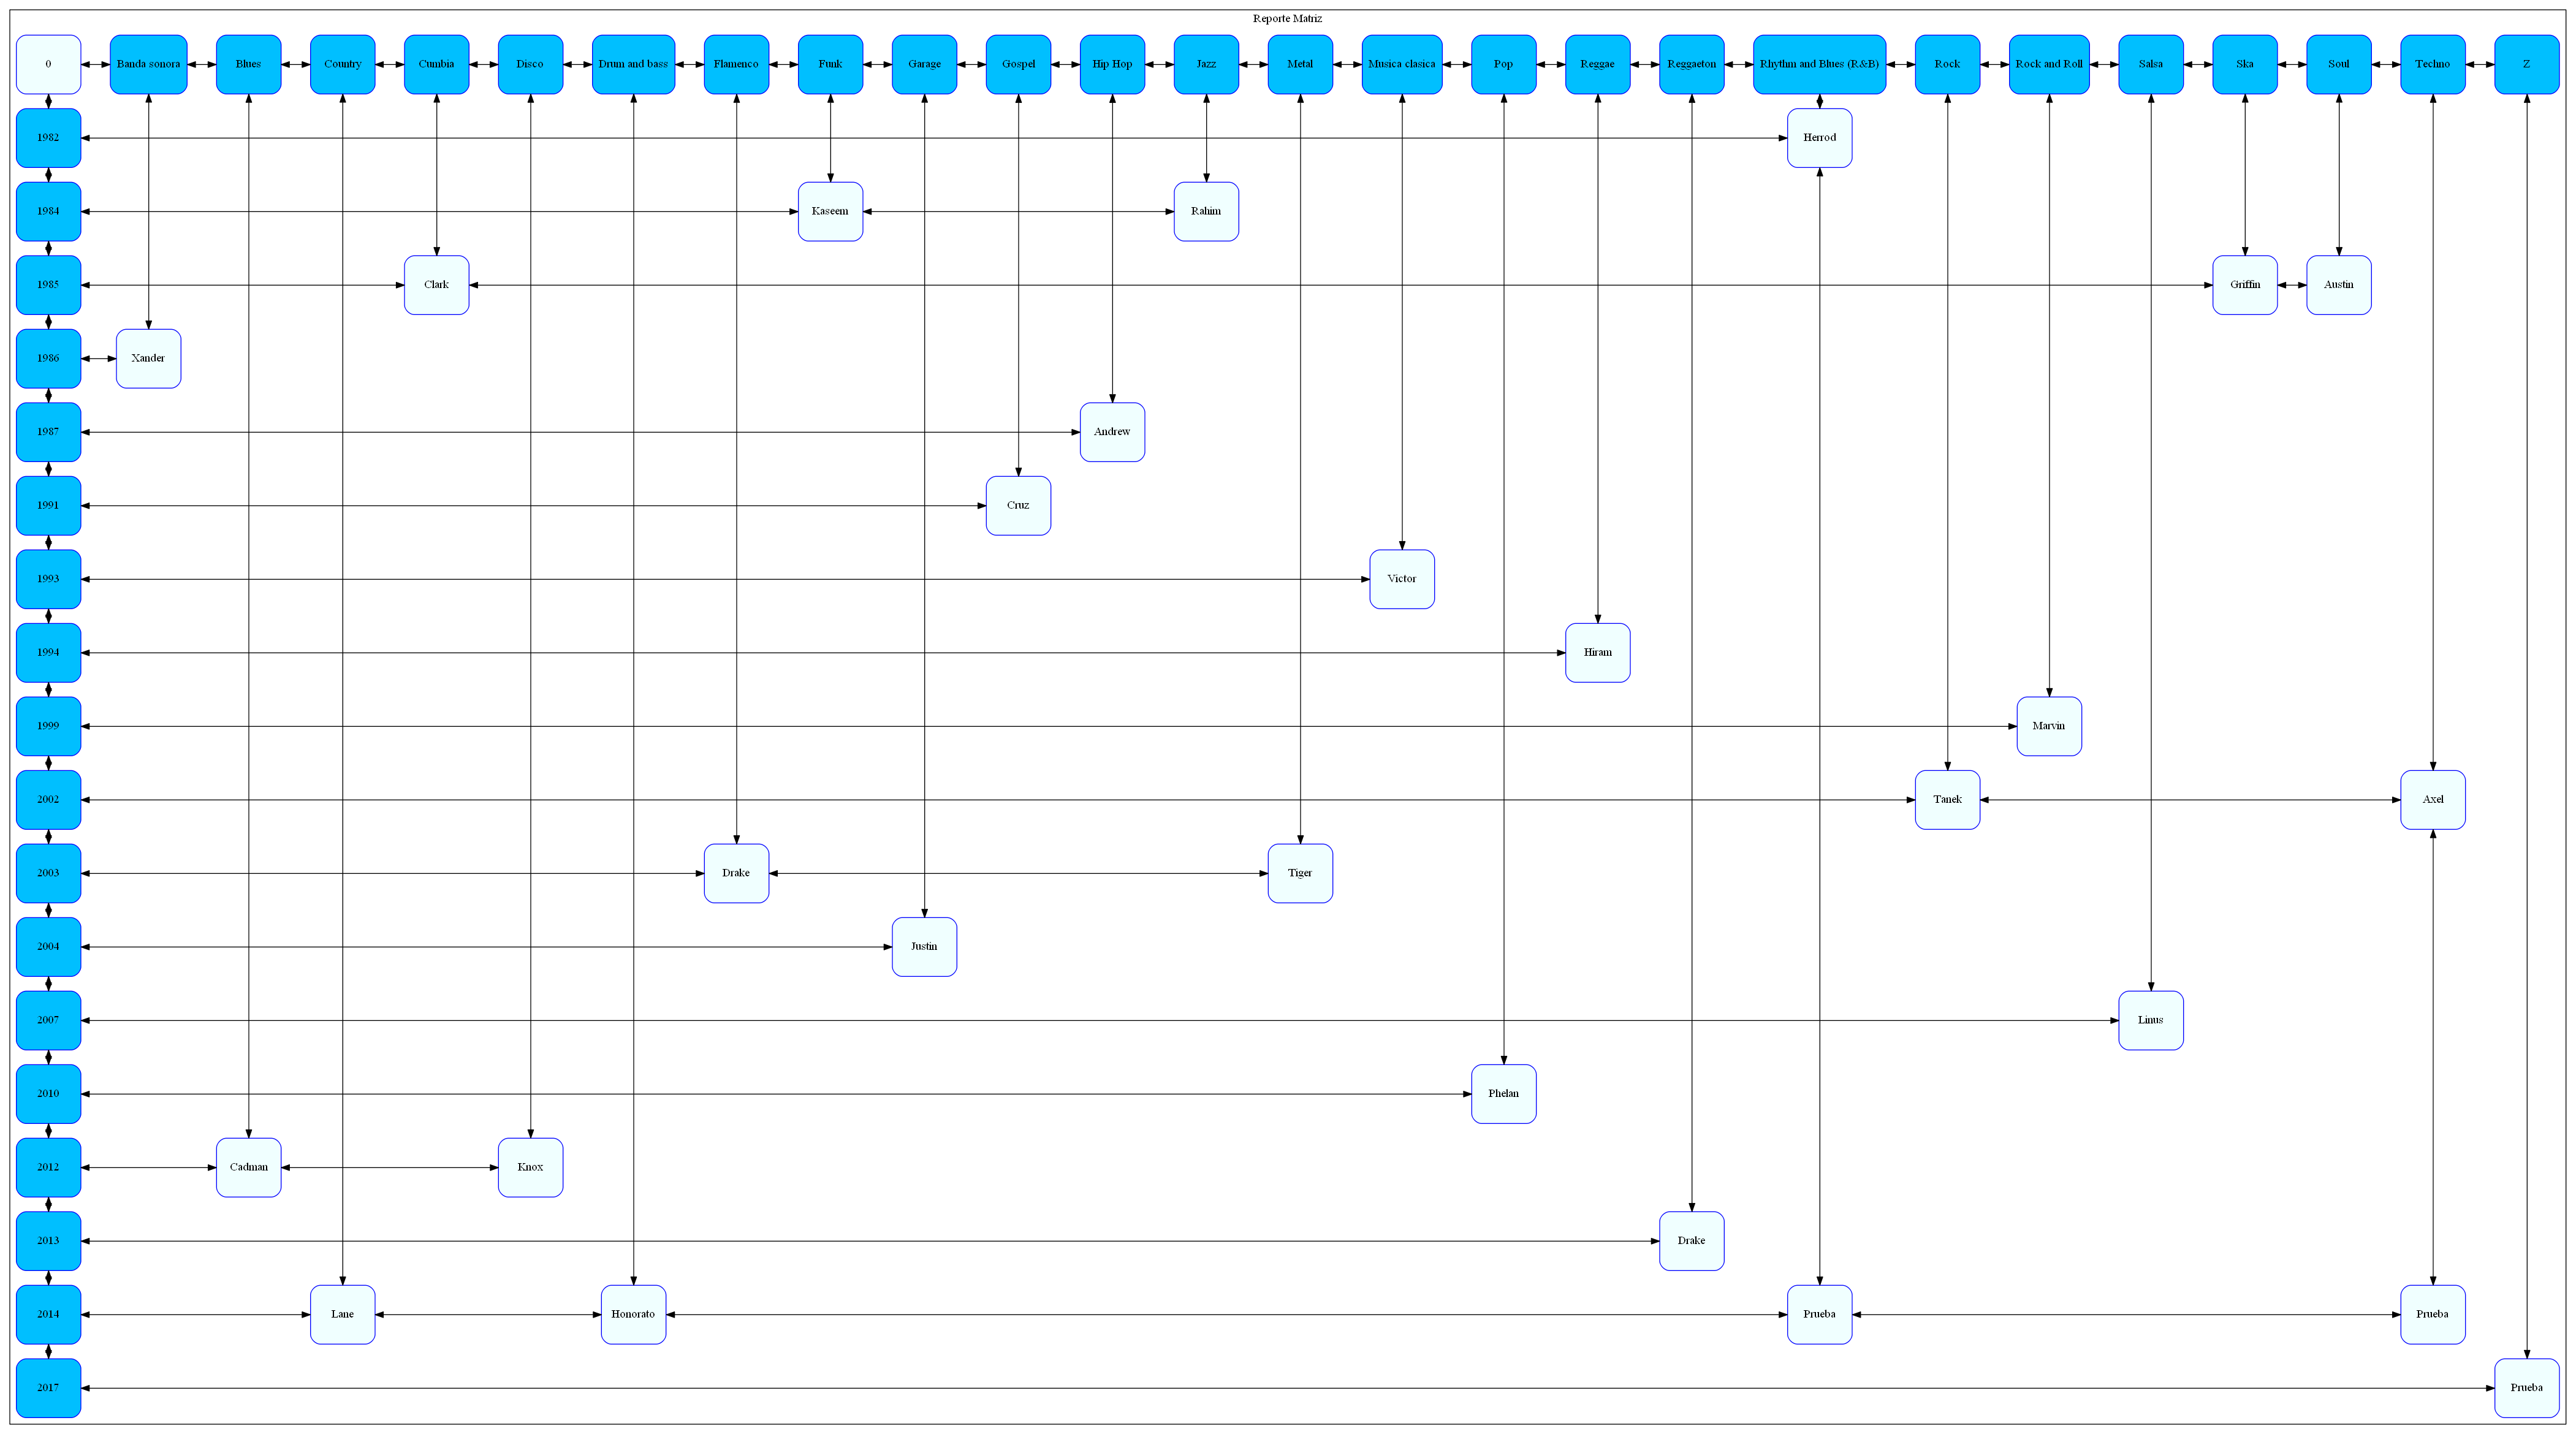 Reporte Matriz
0 Banda sonora Blues Country Cumbia Disco Drum and bass Flamenco Funk Garage Gospel Hip Hop Jazz Metal Musica clasica Pop Reggae Reggaeton Rhythm and Blues (R&B) Rock Rock and Roll Salsa Ska Soul Techno Z
1982 Herrod
1984 Kaseem Rahim
1985 Clark Griffin Austin
1986 Xander
1987 Andrew
1991 Cruz
1993 Victor
1994 Hiram
1999 Marvin
2002 Tanek Axel
2003 Drake Tiger
2004 Justin
2007 Linus
2010 Phelan
2012 Cadman Knox
2013 Drake
2014 Lane Honorato Prueba Prueba
2017 Prueba